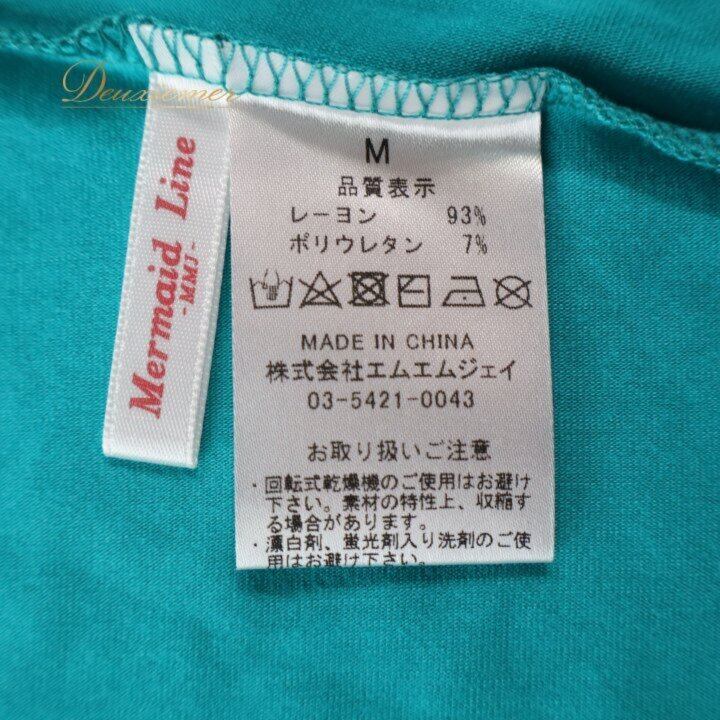 Deuxiemer
Mermaid Line
-MMJ-
M
品質表示
レーヨン 93%
ポリウレタン 7%
MADE IN CHINA
株式会社エムエムジェイ
03-5421-0043
お取り扱いご注意
・回転式乾燥機のご使用はお避け
下さい。素材の特性上、収縮す
る場合があります。
・漂白剤、蛍光剤入り洗剤のご使
用はお避け下さい。